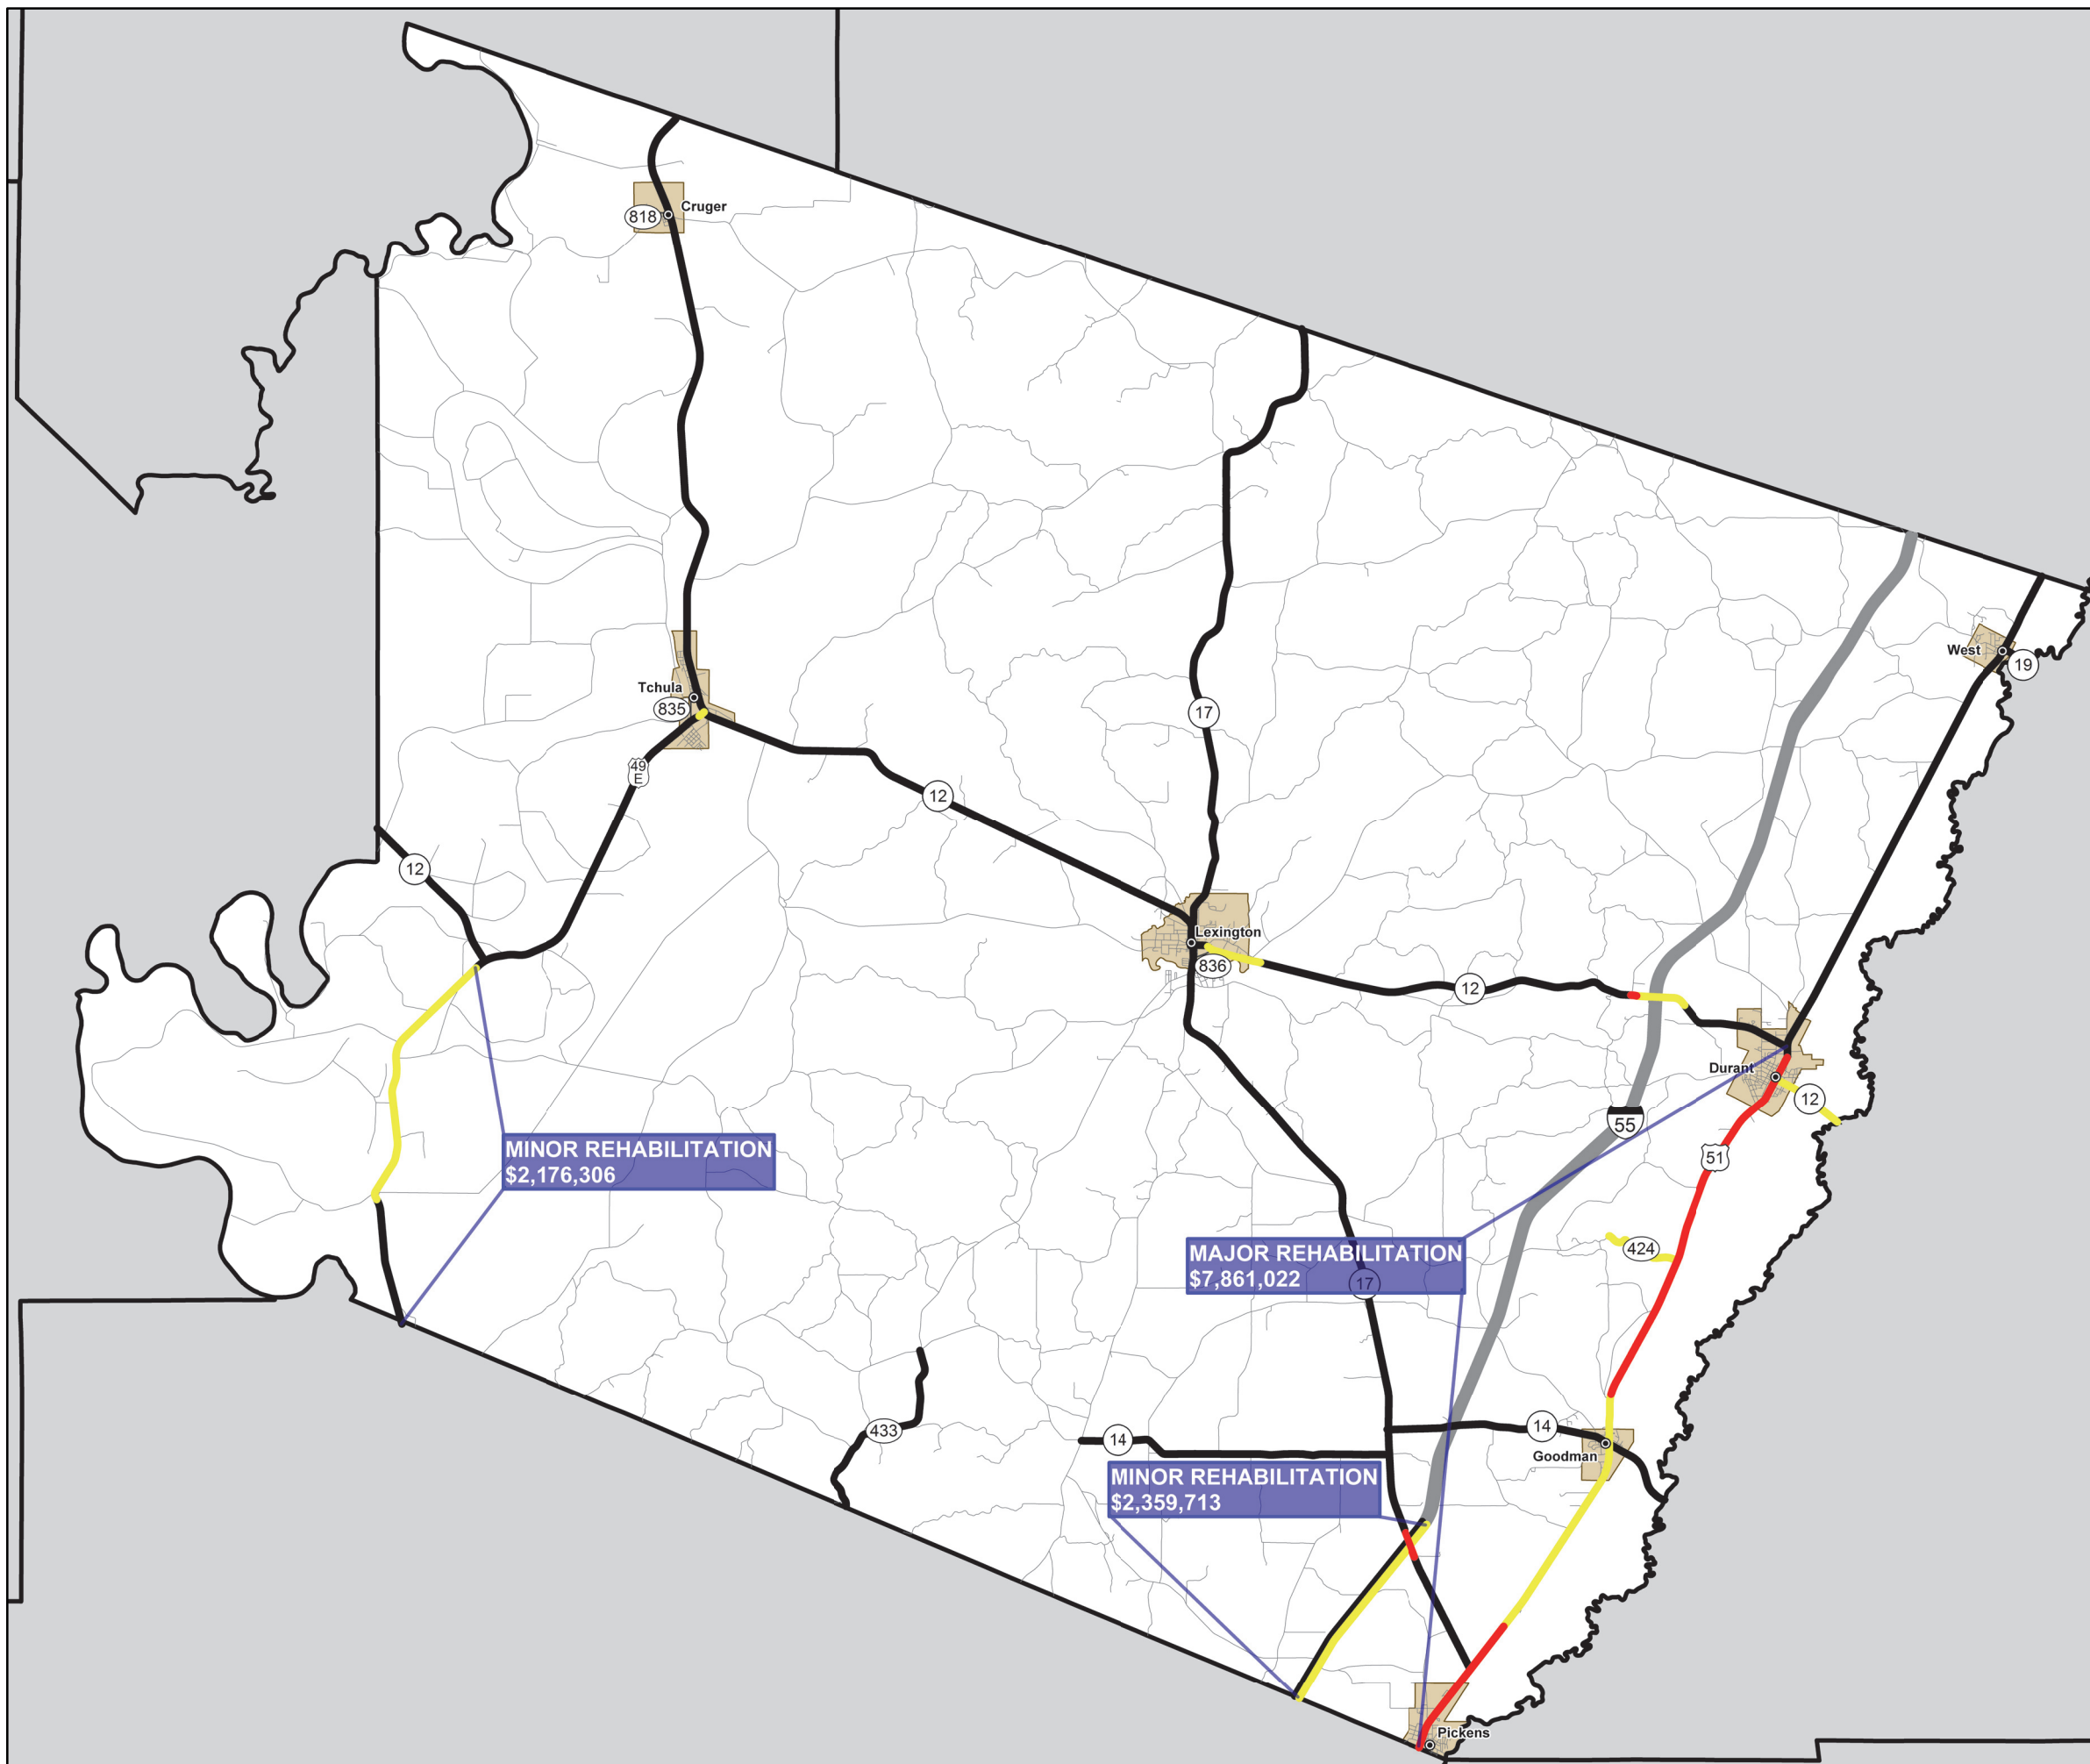 Cruger
818
West
19
Tchula
835
17
49
E
12
12
Lexington
836
12
Durant
12
55
51
MINOR REHABILITATION
$2,176,306
424
MAJOR REHABILITATION
$7,861,022
17
14
433
14
Goodman
MINOR REHABILITATION
$2,359,713
Pickens